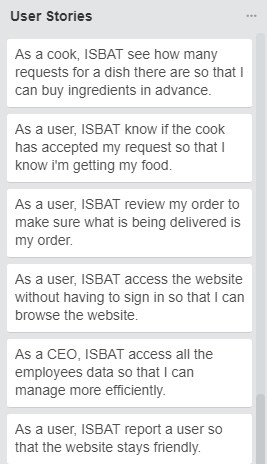 User Stories
As a cook, ISBAT see how many
requests for a dish there are so that I
can buy ingredients in advance.
As a user, ISBAT know if the cook
has accepted my request so that I
know i'm getting my food.
As a user, ISBAT review my order to
make sure what is being delivered is
my order.
As a user, ISBAT access the website
without having to sign in so that I can
browse the website.
As a CEO, ISBAT access all the
employees data so that I can
manage more efficiently.
As a user, ISBAT report a user so
that the website stays friendly.